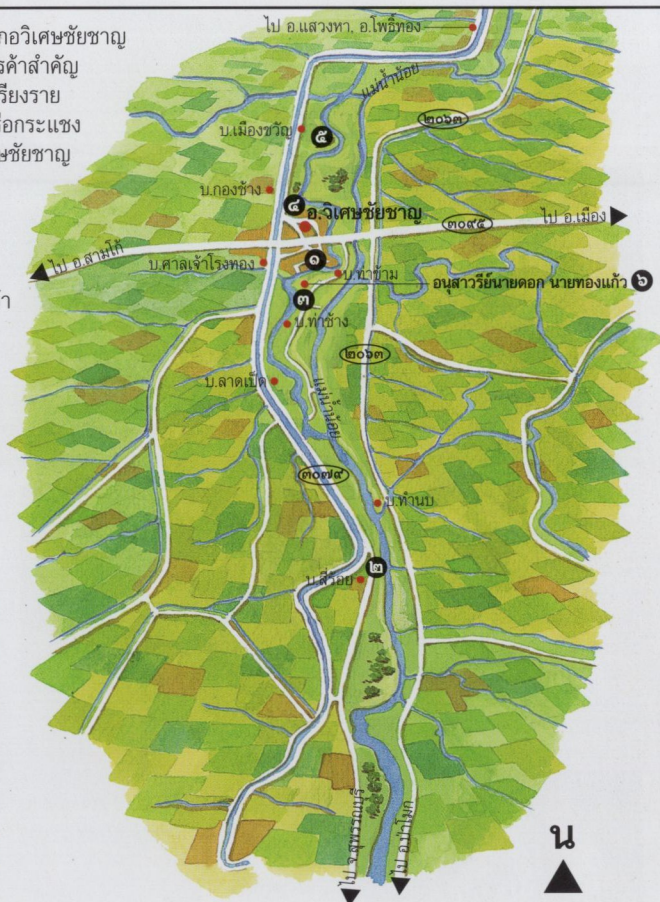 กอวิเศษชัยชาญ
รค้าสำคัญ
รียงราย
อกระแชง
ษชัยชาญ
ไป อ.แสวงหา, อ.โพธิ์ทอง
แม่น้ำน้อย
๒๐๖๓
บ.เมืองขวัญ
๕
บ.กองช้าง
๔
อ.วิเศษชัยชาญ
๓๐๙๕
ไป อ.เมือง
ไป อ.สามโก้
บ.ศาลเจ้าโรงทอง
๑
บ.ท่าข้าม
อนุสาวรีย์นายดอก นายทองแก้ว ๖
๓
บ.ท่าช้าง
๒๐๖๓
บ.ลาดเป็ด
แม่น้ำน้อย
๓๐๗๙
บ.ทำนบ
๒
บ.สี่ร้อย
ไป จ.สุพรรณบุรี
ไป อ.ป่าโมก
น